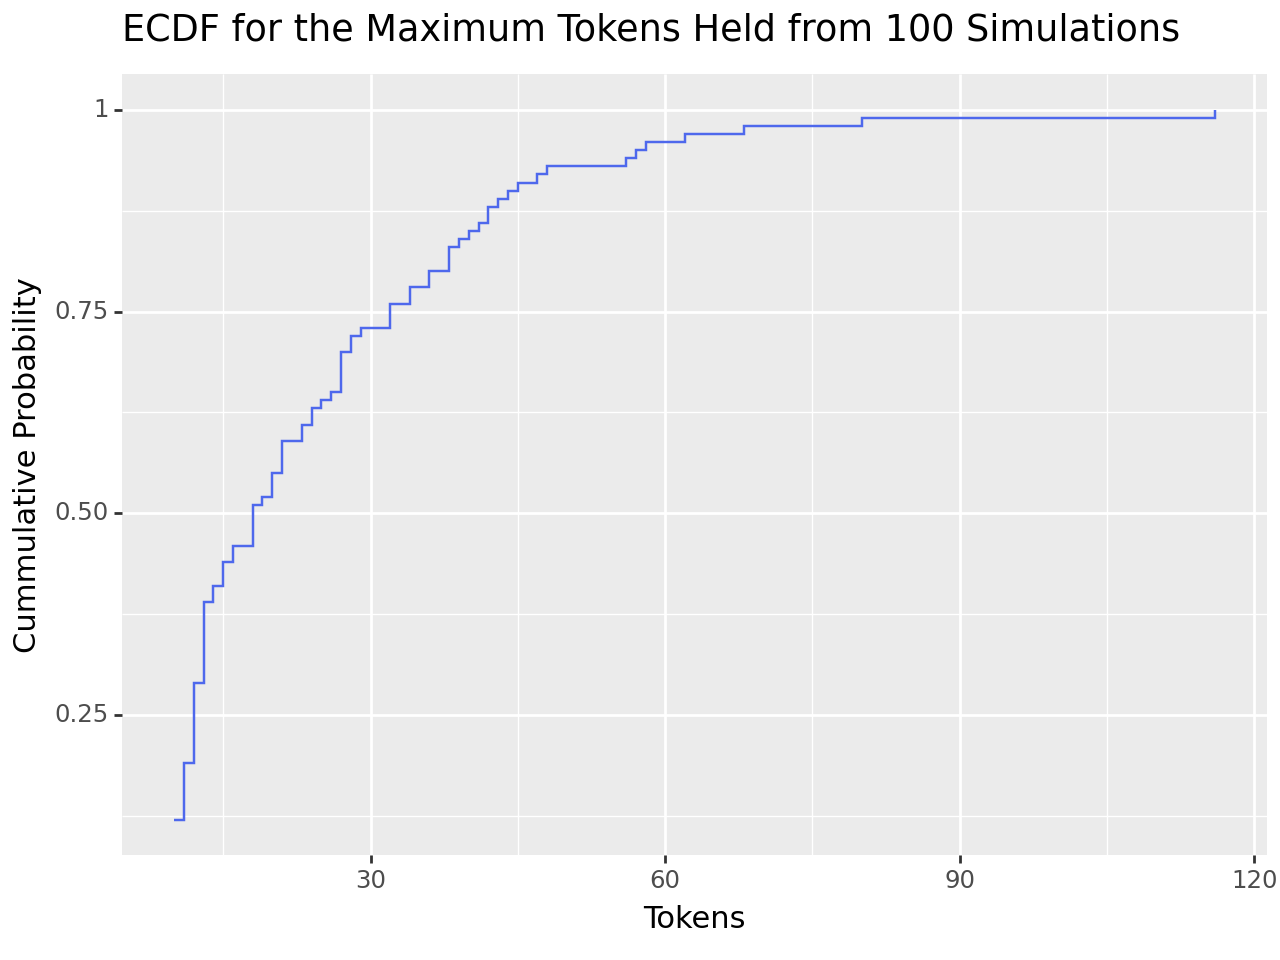 ECDF for the Maximum Tokens Held from 100 Simulations
Cummulative Probability
1
0.75
0.50
0.25
30 60 90 120
Tokens